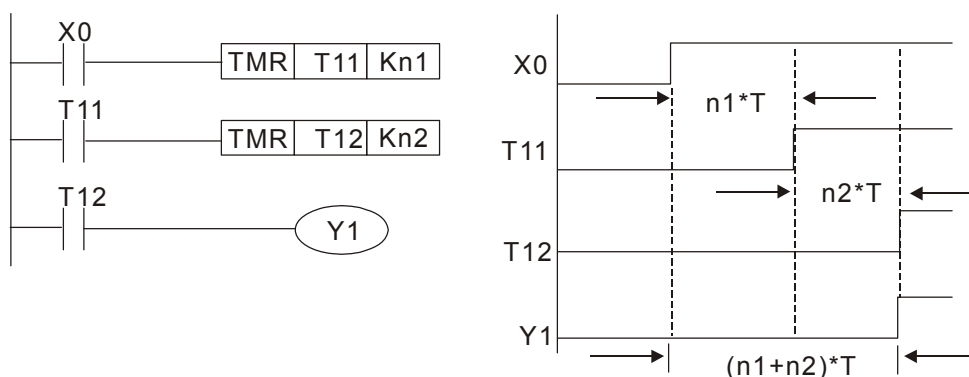 X0
TMR T11 Kn1
T11
TMR T12 Kn2
T12
Y1
X0
n1*T
T11
n2*T
T12
Y1
(n1+n2)*T